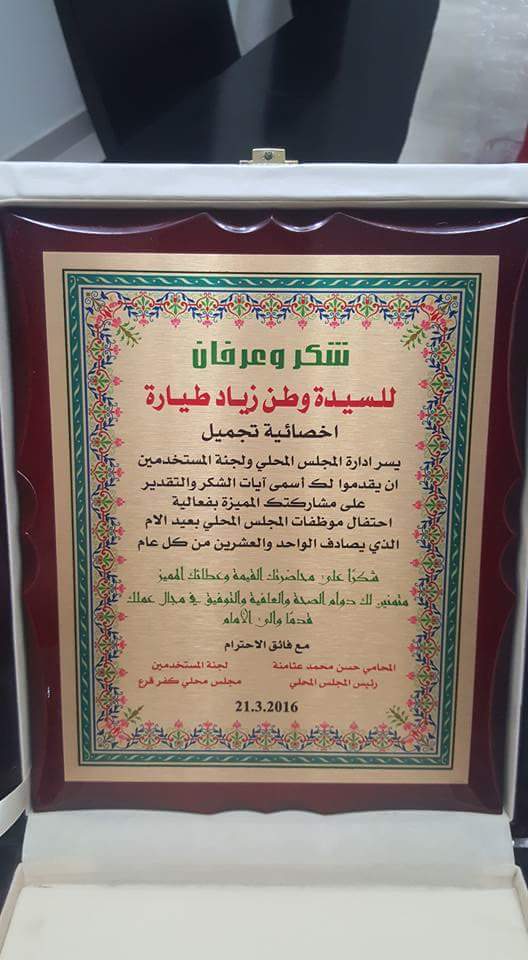 شكر وعرفان
للسيدة وطن زياد طيارة
اخصائية تجميل
يسر ادارة المجلس المحلي ولجنة المستخدمين
ان يقدموا لك أسمى آيات الشكر والتقدير
على مشاركتك المميزة بفعالية
احتفال موظفات المجلس المحلي بعيد الام
الذي يصادف الواحد والعشرين من كل عام
شكرًا على محاضرتك القيمة وعطائك المميز
متمنين لك دوام الصحة والعافية والتوفيق في مجال عملك
قدمًا والى الامام
مع فائق الاحترام
المحامي حسن محمد عثامنة
رئيس المجلس المحلي
لجنة المستخدمين
مجلس محلي كفر قرع
21.3.2016